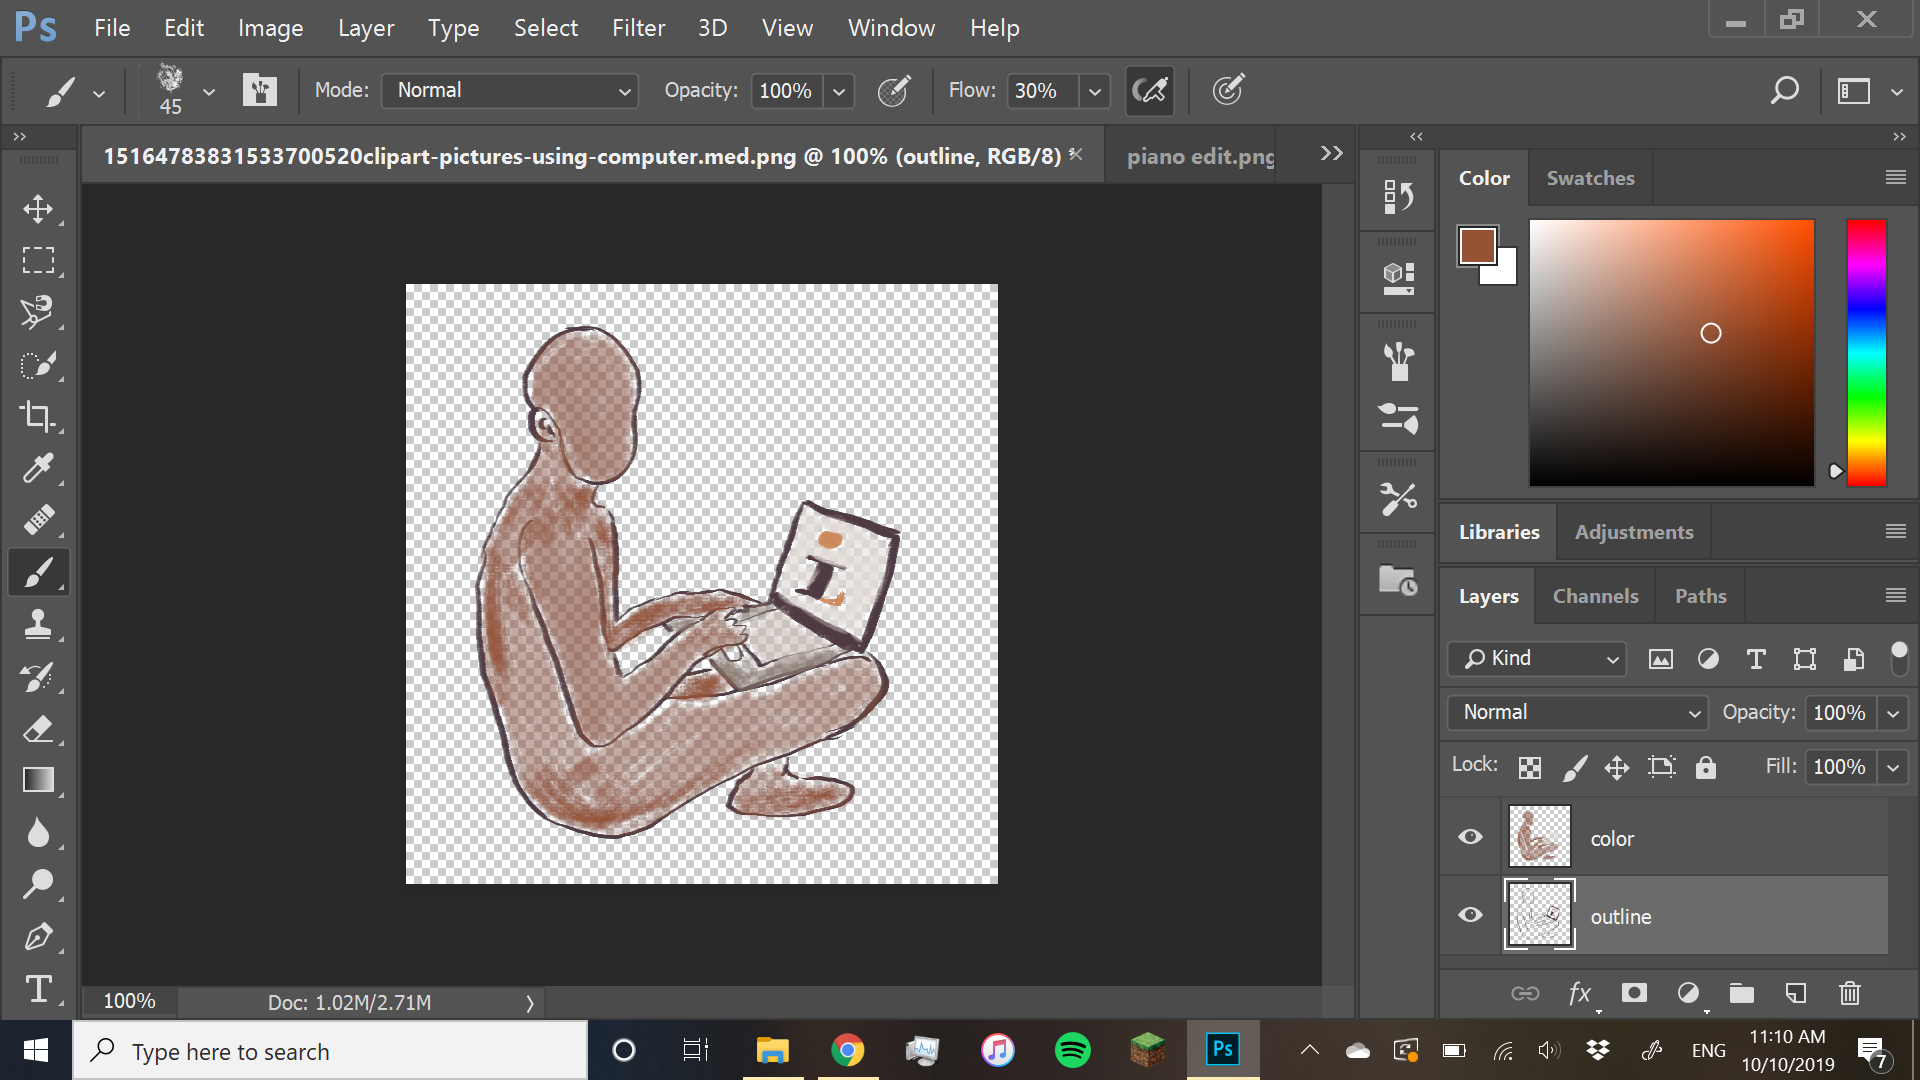 Ps File Edit Image Layer Type Select Filter 3D View Window Help
45 Mode: Normal Opacity: 100% Flow: 30%
15164783831533700520clipart-pictures-using-computer.med.png @ 100% (outline, RGB/8) * piano edit.png
Color Swatches
Libraries Adjustments
Layers Channels Paths
Kind
Normal Opacity: 100%
Lock: Fill: 100%
color
outline
fx
100% Doc: 1.02M/2.71M
Type here to search
Ps
ENG
11:10 AM
10/10/2019
7